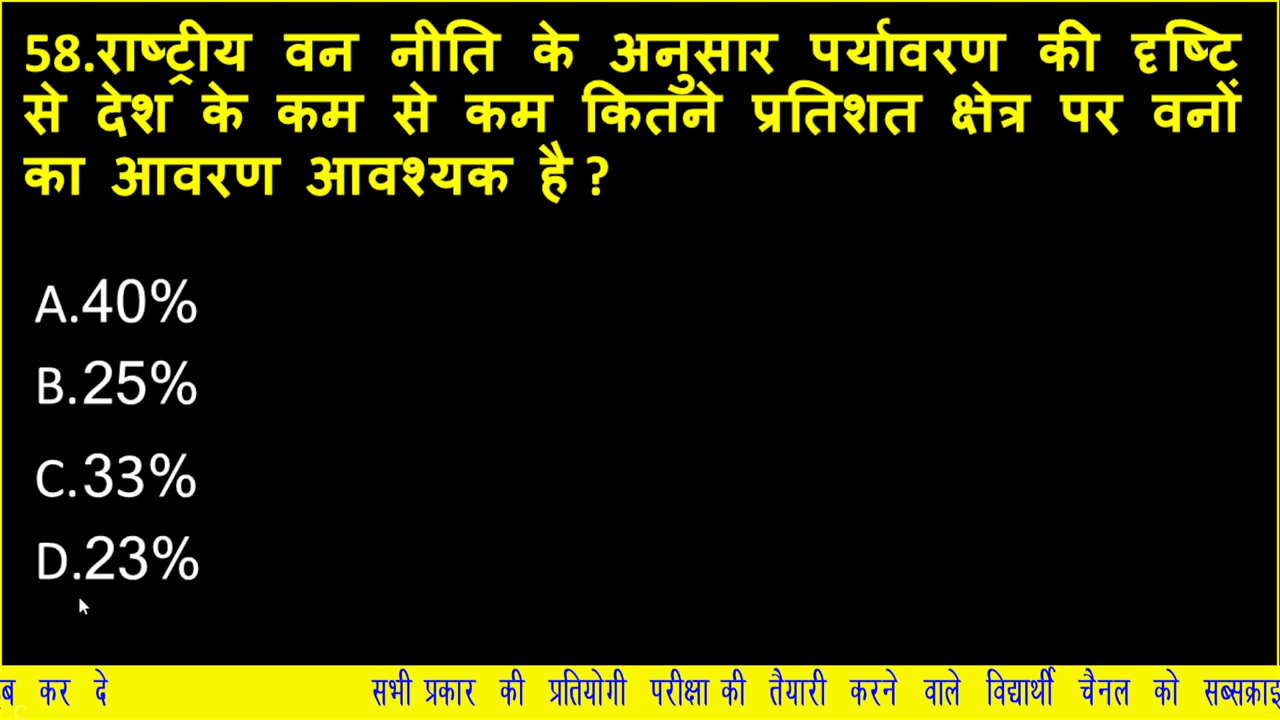 58.राष्ट्रीय वन नीति के अनुसार पर्यावरण की दृष्टि
से देश के कम से कम कितने प्रतिशत क्षेत्र पर वनों
का आवरण आवश्यक है ?
A.40%
B.25%
C.33%
D.23%
कर दे सभी प्रकार की प्रतियोगी परीक्षा की तैयारी करने वाले विद्यार्थी चैनल को